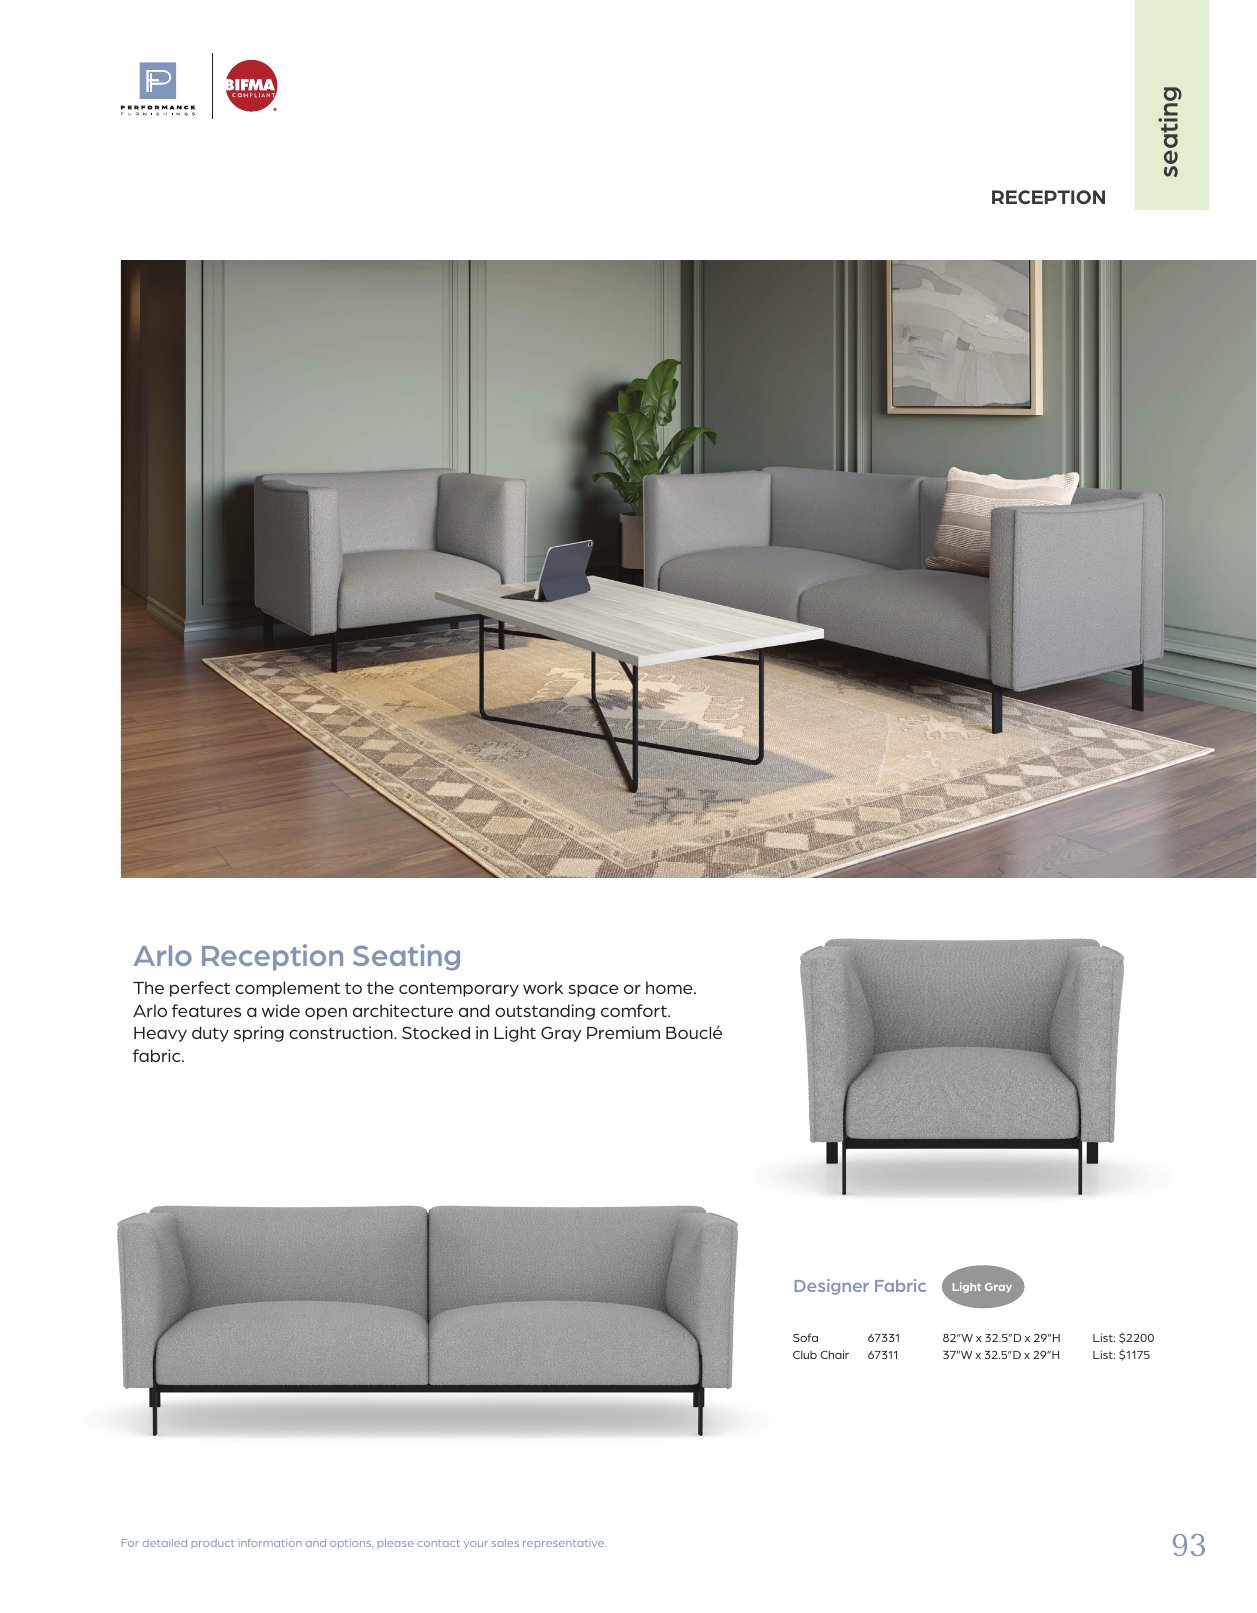 PERFORMANCE
FURNISHINGS
BIFMA
COMPLIANT
seating
RECEPTION
Arlo Reception Seating
The perfect complement to the contemporary work space or home.
Arlo features a wide open architecture and outstanding comfort.
Heavy duty spring construction. Stocked in Light Gray Premium Bouclé
fabric.
Designer Fabric Light Gray
Sofa 67331 82"W x 32.5"D x 29"H List: $2200
Club Chair 67311 37"W x 32.5"D x 29"H List: $1175
For detailed product information and options, please contact your sales representative.
93